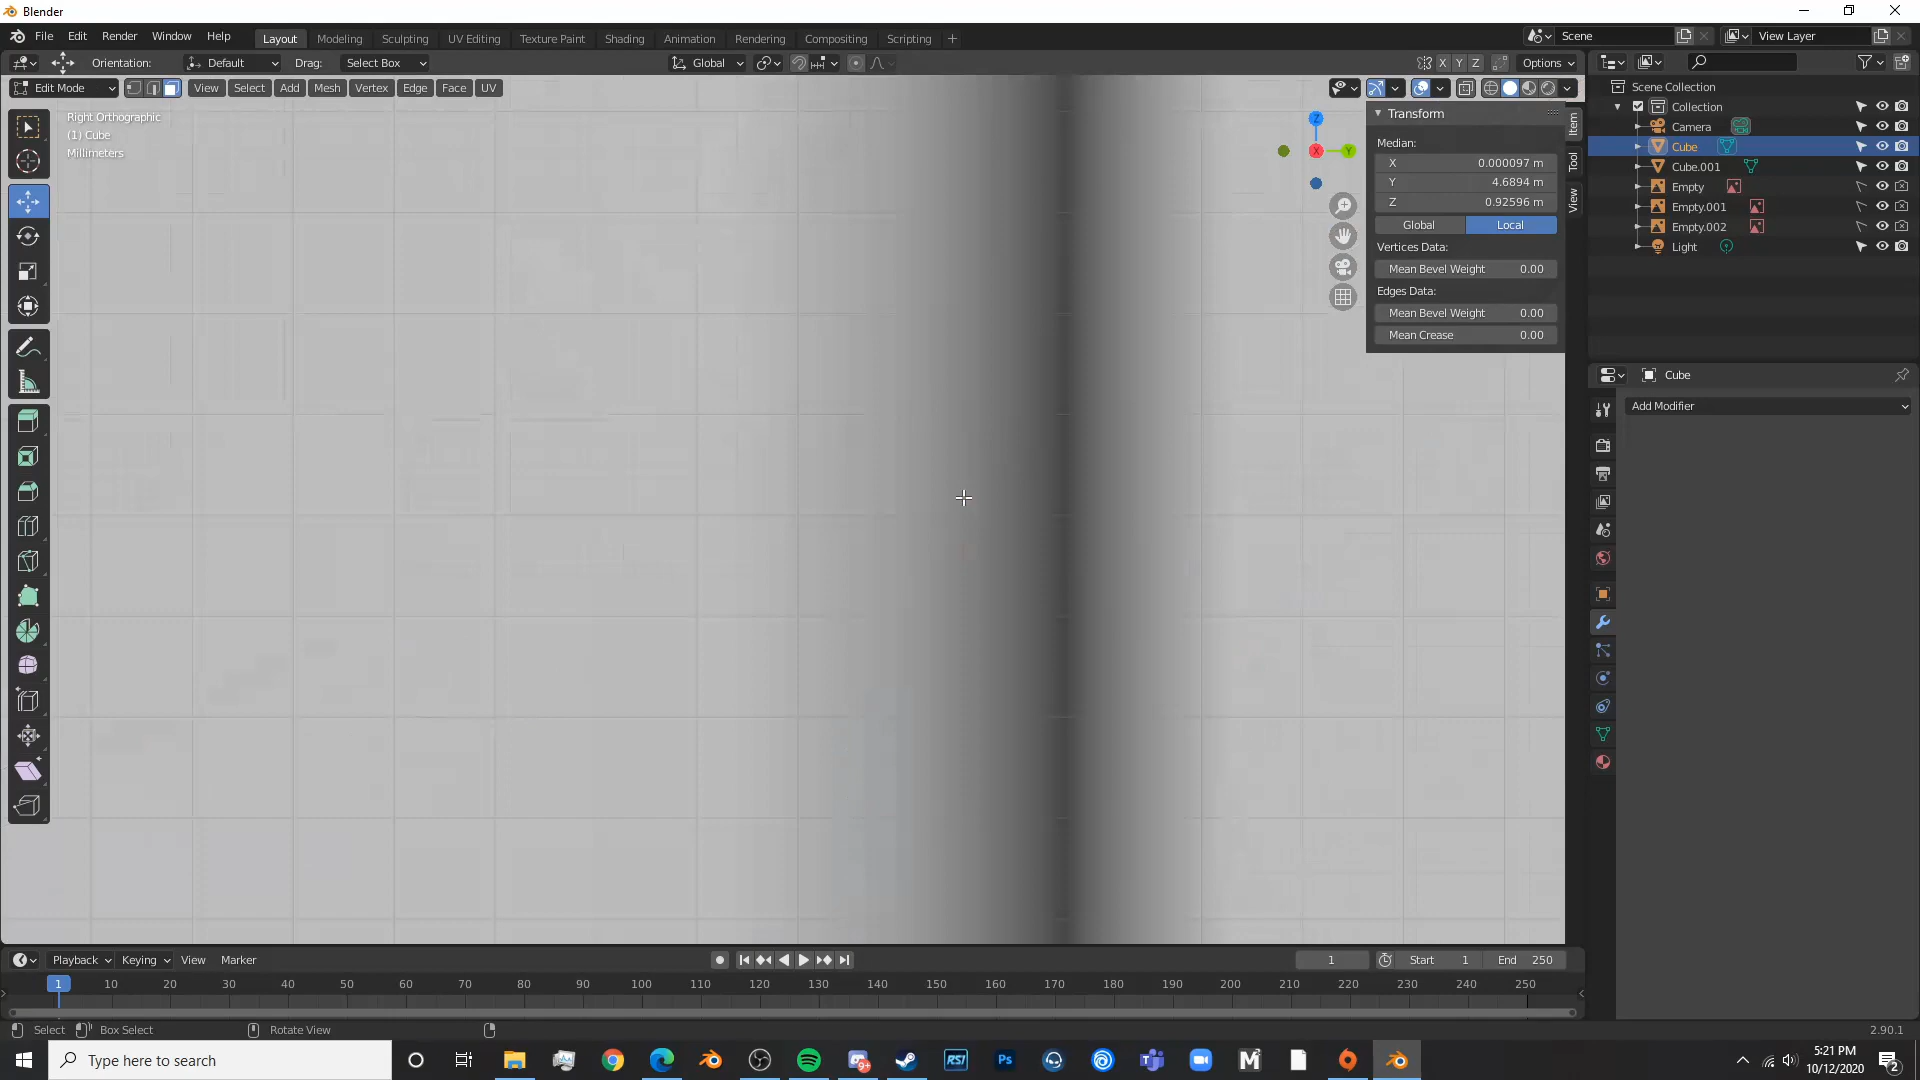 Blender
File Edit Render Window Help
Layout Modeling Sculpting UV Editing Texture Paint Shading Animation Rendering Compositing Scripting
Scene View Layer
Orientation: Default Drag: Select Box Global X Y Z Options
Edit Mode View Select Add Mesh Vertex Edge Face UV
Right Orthographic
(1) Cube
Millimeters
Z
X
Y
Transform
Median:
X 0.000097 m
Y 4.6894 m
Z 0.92596 m
Global Local
Vertices Data:
Mean Bevel Weight 0.00
Edges Data:
Mean Bevel Weight 0.00
Mean Crease 0.00
Item
Tool
View
Scene Collection
Collection
Camera
Cube
Cube.001
Empty
Empty.001
Empty.002
Light
Cube
Add Modifier
Playback Keying View Marker
1 Start 1 End 250
1 10 20 30 40 50 60 70 80 90 100 110 120 130 140 150 160 170 180 190 200 210 220 230 240 250
Select Box Select Rotate View
2.90.1
Type here to search
RSI
Ps
9+
5:21 PM
10/12/2020
2